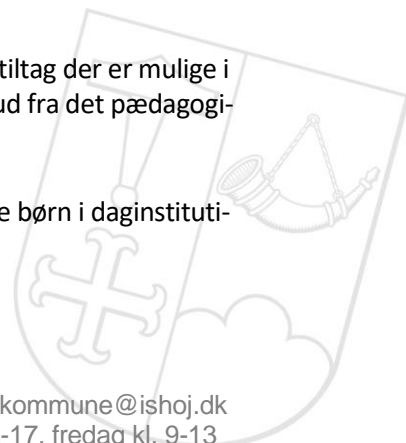 tiltag der er mulige i
ud fra det pædagogi-
e børn i daginstituti-
kommune@ishoj.dk
-17, fredag kl. 9-13